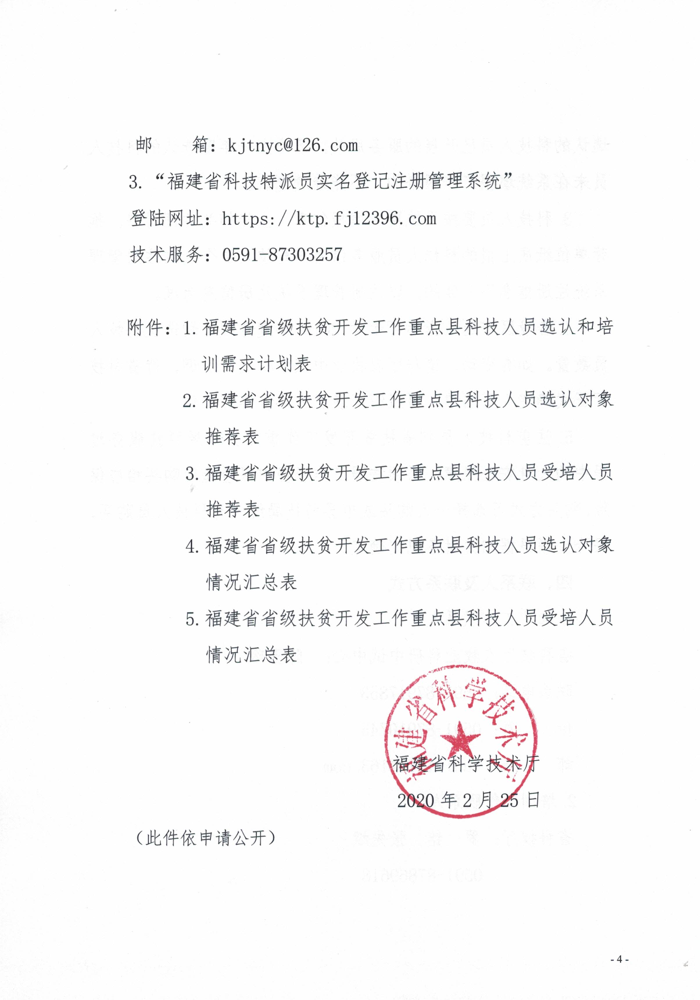 邮　　箱：kjtnyc@126.com
3. “福建省科技特派员实名登记注册管理系统”
登陆网址：https://ktp.fj12396.com
技术服务：0591-87303257
附件：1. 福建省省级扶贫开发工作重点县科技人员选认和培
训需求计划表
2. 福建省省级扶贫开发工作重点县科技人员选认对象
推荐表
3. 福建省省级扶贫开发工作重点县科技人员受培人员
推荐表
4. 福建省省级扶贫开发工作重点县科技人员选认对象
情况汇总表
5. 福建省省级扶贫开发工作重点县科技人员受培人员
情况汇总表
福建省科学技术厅
福建省科学技术厅
2020 年 2 月 25 日
（此件依申请公开）
- 4 -